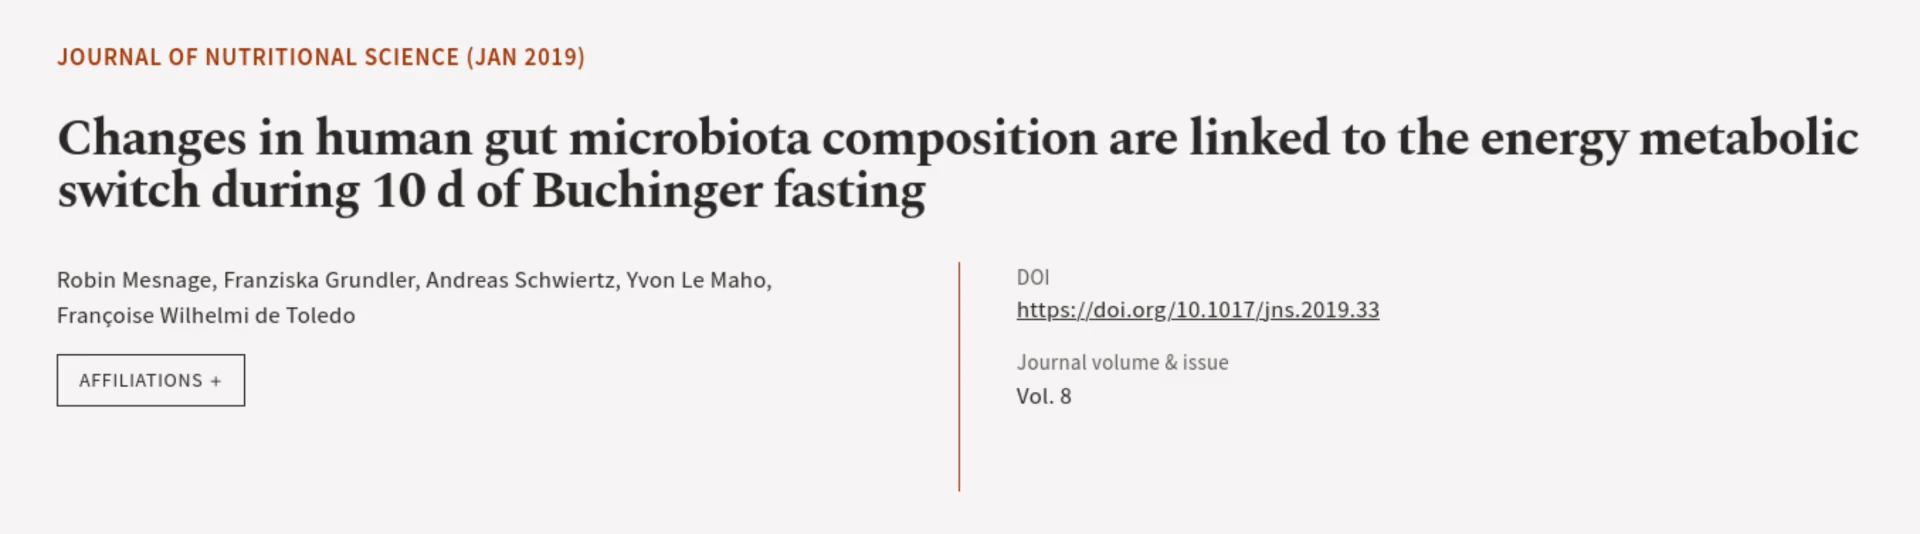 JOURNAL OF NUTRITIONAL SCIENCE (JAN 2019)
Changes in human gut microbiota composition are linked to the energy metabolic
switch during 10 d of Buchinger fasting
Robin Mesnage, Franziska Grundler, Andreas Schwiertz, Yvon Le Maho,
Françoise Wilhelmi de Toledo
AFFILIATIONS +
DOI
https://doi.org/10.1017/jns.2019.33
Journal volume & issue
Vol. 8